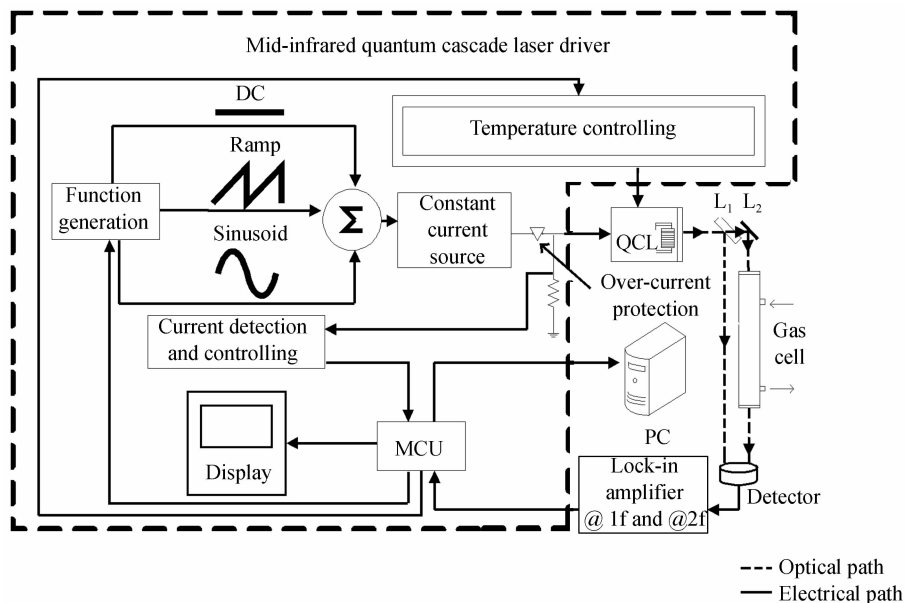 Mid-infrared quantum cascade laser driver
DC
Temperature controlling
Ramp
Function
generation
Σ
Constant
current
source
L1
L2
QCL
Sinusoid
Over-current
protection
Gas
cell
Current detection
and controlling
PC
MCU
Display
Lock-in
amplifier
@ 1f and @2f
Detector
Optical path
Electrical path